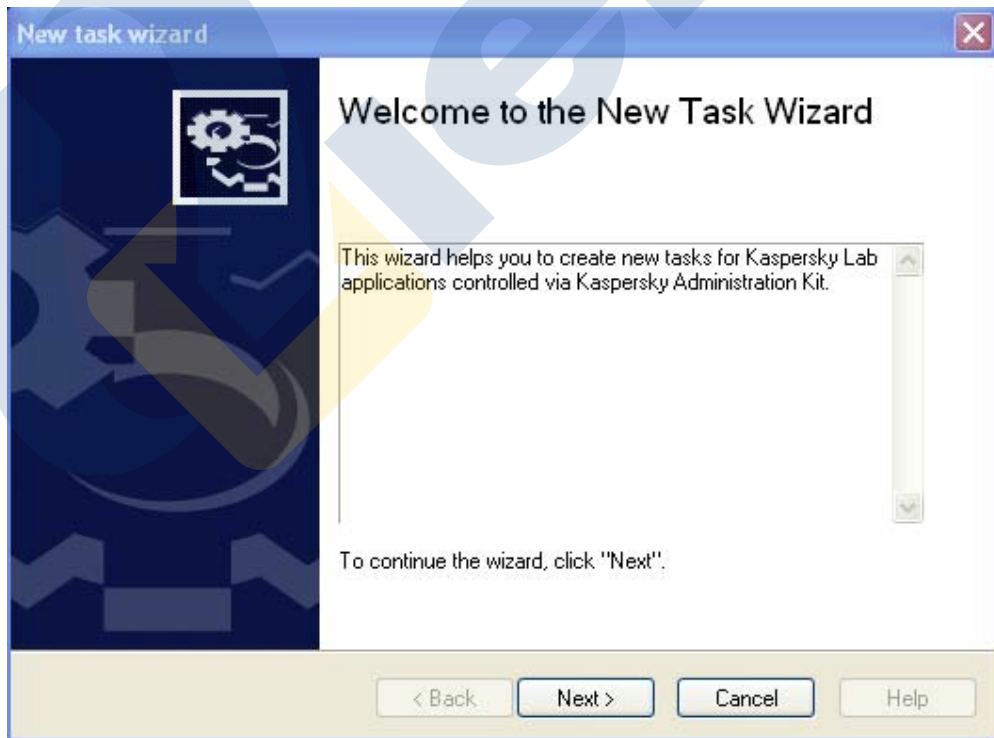 New task wizard
Welcome to the New Task Wizard
This wizard helps you to create new tasks for Kaspersky Lab
applications controlled via Kaspersky Administration Kit.
To continue the wizard, click "Next".
< Back Next > Cancel Help